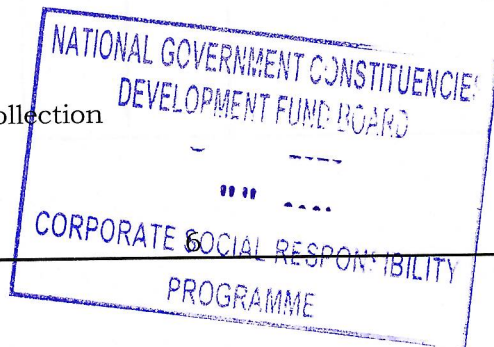 NATIONAL GOVERNMENT CONSTITUENCIES
DEVELOPMENT FUND BOARD
ollection
6
CORPORATE SOCIAL RESPONSIBILITY
PROGRAMME